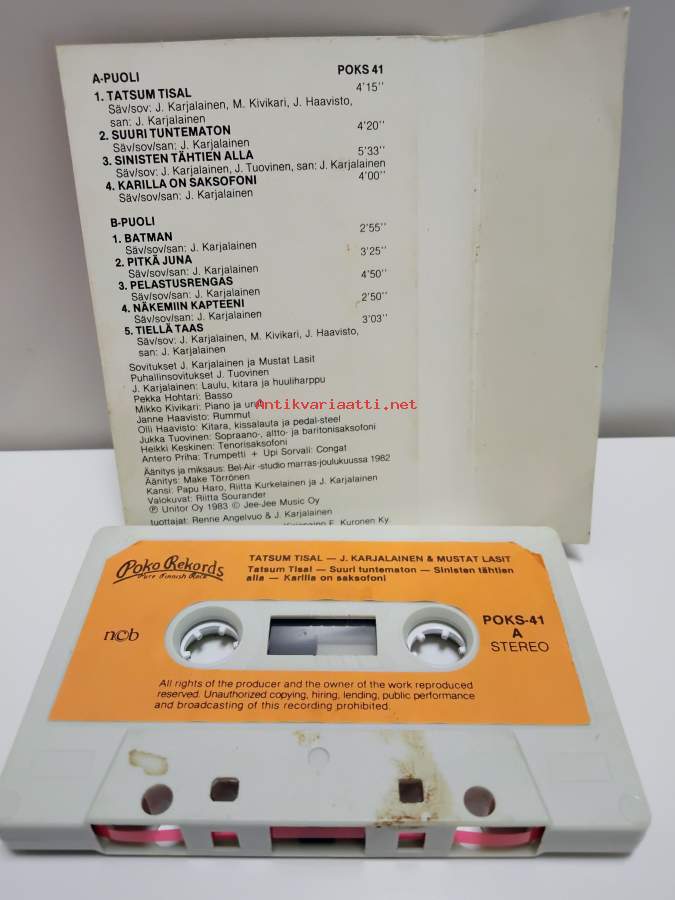 A-PUOLI POKS 41
1. TATSUM TISAL 4'15''
Säv/sov: J. Karjalainen, M. Kivikari, J. Haavisto,
san: J. Karjalainen
2. SUURI TUNTEMATON 4'20''
Säv/sov/san: J. Karjalainen
3. SINISTEN TÄHTIEN ALLA 5'33''
Säv/sov: J. Karjalainen, J. Tuovinen, san: J. Karjalainen
4. KARILLA ON SAKSOFONI 4'00''
Säv/sov/san: J. Karjalainen
B-PUOLI
1. BATMAN 2'55''
Säv/sov/san: J. Karjalainen
2. PITKÄ JUNA 3'25''
Säv/sov/san: J. Karjalainen
3. PELASTUSRENGAS 4'50''
Säv/sov/san: J. Karjalainen
4. NÄKEMIIN KAPTEENI 2'50''
Säv/sov/san: J. Karjalainen
5. TIELLÄ TAAS 3'03''
Säv/sov: J. Karjalainen, M. Kivikari, J. Haavisto,
san: J. Karjalainen
Sovitukset J. Karjalainen ja Mustat Lasit
Puhallinsovitukset J. Tuovinen
J. Karjalainen: Laulu, kitara ja huuliharppu
Pekka Hohtari: Basso
Mikko Kivikari: Piano ja urut
Janne Haavisto: Rummut
Olli Haavisto: Kitara, kissalauta ja pedal-steel
Jukka Tuovinen: Sopraano-, altto- ja baritonisaksofoni
Heikki Keskinen: Tenorisaksofoni
Antero Priha: Trumpetti + Upi Sorvali: Congat
Äänitys ja miksaus: Bel-Air -studio marras-joulukuussa 1982
Äänitys: Make Törrönen
Kansi: Papu Haro, Riitta Kurkelainen ja J. Karjalainen
Valokuvat: Riitta Sourander
Ⓟ Unitor Oy 1983 © Jee-Jee Music Oy
tuottajat: Renne Angelvuo & J. Karjalainen
F. Kuronen Ky
Antikvariaatti.net
Poko Rekords
Pure Finnish Rock
TATSUM TISAL — J. KARJALAINEN & MUSTAT LASIT
Tatsum Tisal — Suuri tuntematon — Sinisten tähtien
alla — Karilla on saksofoni
ncb
POKS-41
A
STEREO
All rights of the producer and the owner of the work reproduced
reserved. Unauthorized copying, hiring, lending, public performance
and broadcasting of this recording prohibited.